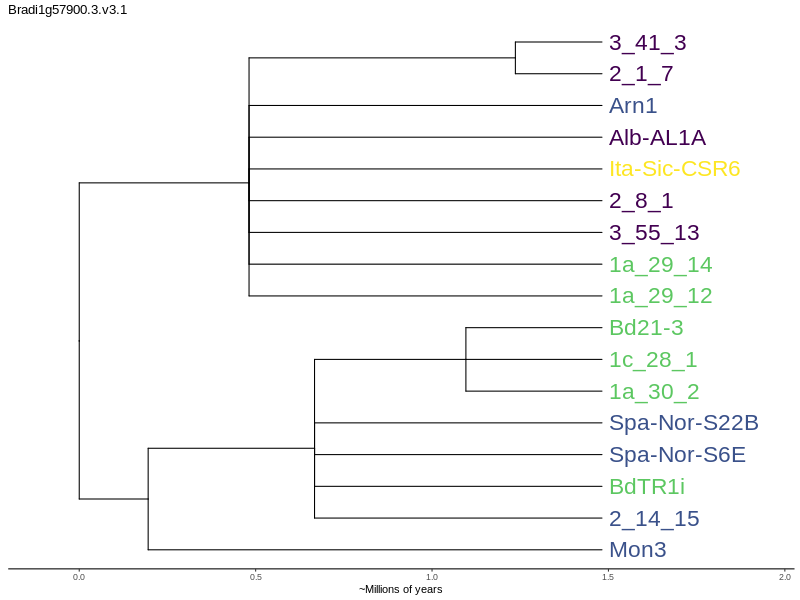 Bradi1g57900.3.v3.1
3_41_3
2_1_7
Arn1
Alb-AL1A
Ita-Sic-CSR6
2_8_1
3_55_13
1a_29_14
1a_29_12
Bd21-3
1c_28_1
1a_30_2
Spa-Nor-S22B
Spa-Nor-S6E
BdTR1i
2_14_15
Mon3
0.0 0.5 1.0 1.5 2.0
~Millions of years